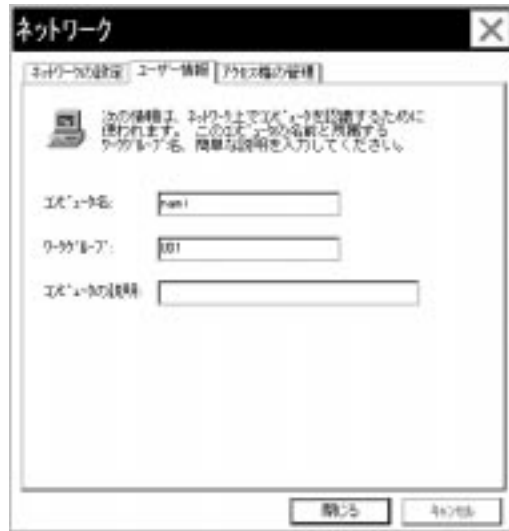 ネットワーク
ネットワークの設定 ユーザー情報 アクセス権の管理
次の情報は、ネットワーク上でコンピュータを認識するために
使われます。このコンピュータの名前と所属する
ワークグループ名、簡単な説明を入力してください。
コンピュータ名: nami
ワークグループ:
コンピュータの説明:
閉じる キャンセル